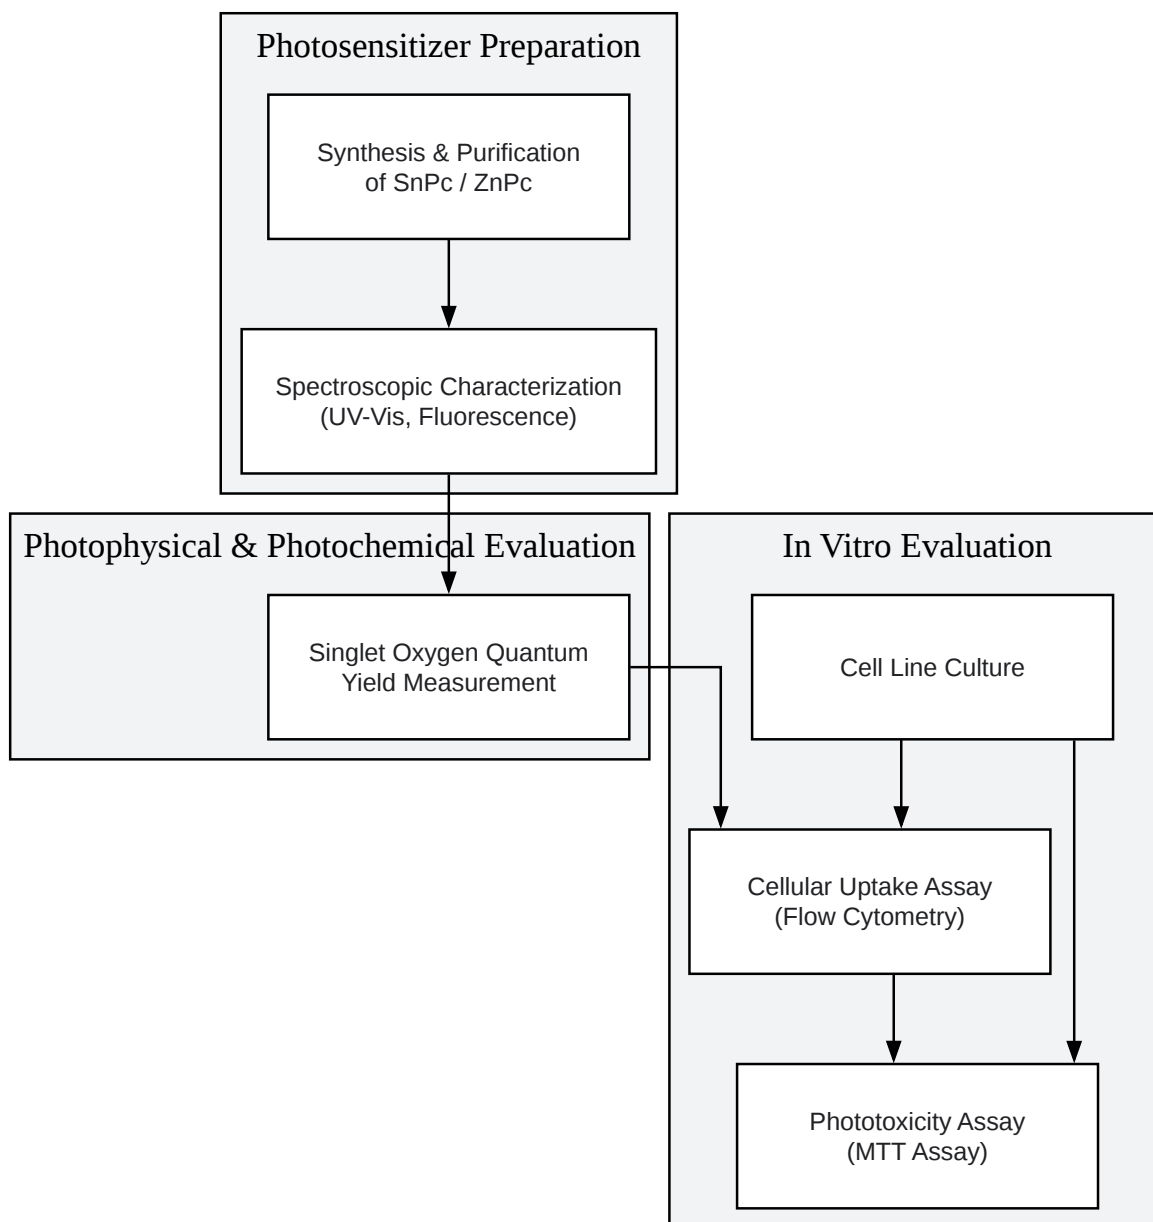 Photosensitizer Preparation
Synthesis & Purification
of SnPc / ZnPc
Spectroscopic Characterization
(UV-Vis, Fluorescence)
Photophysical & Photochemical Evaluation
Singlet Oxygen Quantum
Yield Measurement
In Vitro Evaluation
Cell Line Culture
Cellular Uptake Assay
(Flow Cytometry)
Phototoxicity Assay
(MTT Assay)